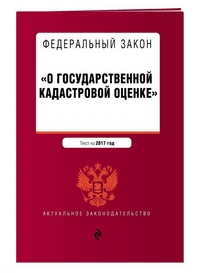 ФЕДЕРАЛЬНЫЙ ЗАКОН
«О ГОСУДАРСТВЕННОЙ
КАДАСТРОВОЙ ОЦЕНКЕ»
Текст на 2017 год
АКТУАЛЬНОЕ ЗАКОНОДАТЕЛЬСТВО